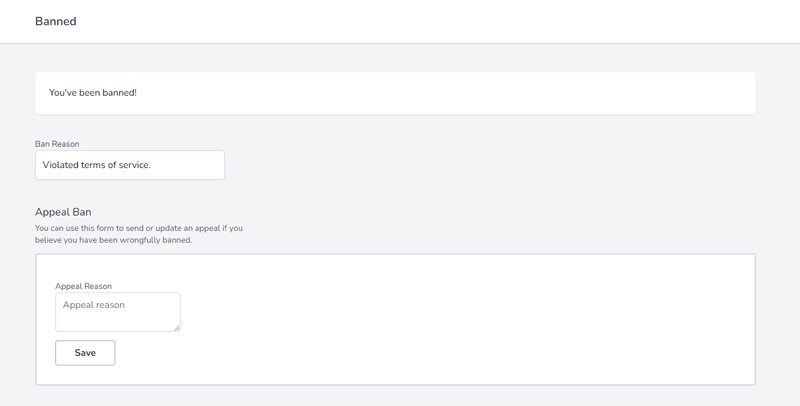 Banned
You've been banned!
Ban Reason
Violated terms of service.
Appeal Ban
You can use this form to send or update an appeal if you
believe you have been wrongfully banned.
Appeal Reason
Appeal reason
Save